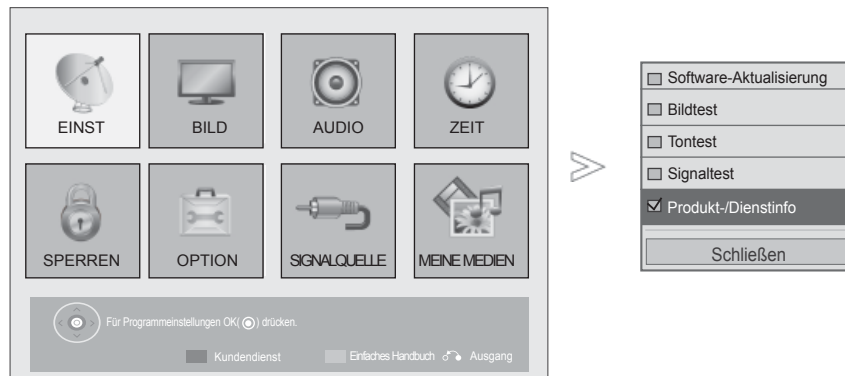 EINST BILD AUDIO ZEIT
SPERREN OPTION SIGNALQUELLE MEINE MEDIEN
Für Programmeinstellungen OK( ) drücken.
Kundendienst Einfaches Handbuch Ausgang
Software-Aktualisierung
Bildtest
Tontest
Signaltest
Produkt-/Dienstinfo
Schließen